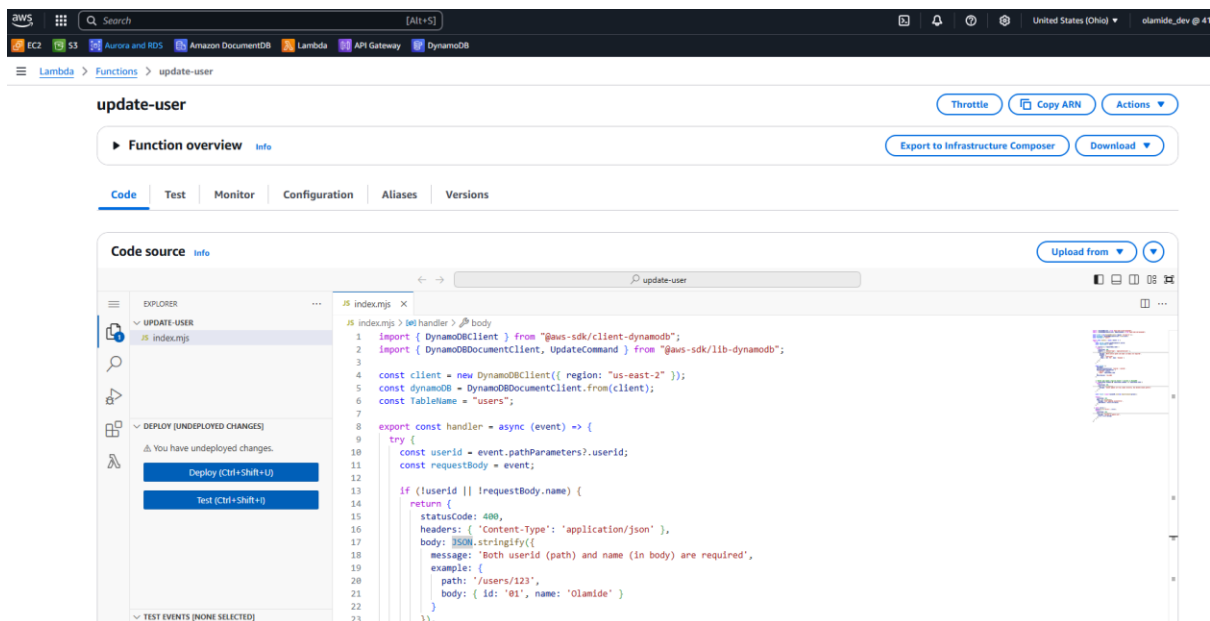 aws Search [Alt+S] United States (Ohio) ▼ olamide_dev @ 41
EC2 S3 Aurora and RDS Amazon DocumentDB Lambda API Gateway DynamoDB
Lambda > Functions > update-user
update-user Throttle Copy ARN Actions ▼
Function overview Info Export to Infrastructure Composer Download ▼
Code Test Monitor Configuration Aliases Versions
Code source Info Upload from ▼
update-user
EXPLORER ... JS index.mjs ×
UPDATE-USER
JS index.mjs
1
DEPLOY [UNDEPLOYED CHANGES]
You have undeployed changes.
Deploy (Ctrl+Shift+U)
Test (Ctrl+Shift+I)
TEST EVENTS [NONE SELECTED]
JS index.mjs > handler > body
1 import { DynamoDBClient } from "@aws-sdk/client-dynamodb";
2 import { DynamoDBDocumentClient, UpdateCommand } from "@aws-sdk/lib-dynamodb";
3
4 const client = new DynamoDBClient({ region: "us-east-2" });
5 const dynamoDB = DynamoDBDocumentClient.from(client);
6 const TableName = "users";
7
8 export const handler = async (event) => {
9 try {
10 const userid = event.pathParameters?.userid;
11 const requestBody = event;
12
13 if (!userid || !requestBody.name) {
14 return {
15 statusCode: 400,
16 headers: { 'Content-Type': 'application/json' },
17 body: JSON.stringify({
18 message: 'Both userid (path) and name (in body) are required',
19 example: {
20 path: '/users/123',
21 body: { id: '01', name: 'Olamide' }
22 }
23 }),